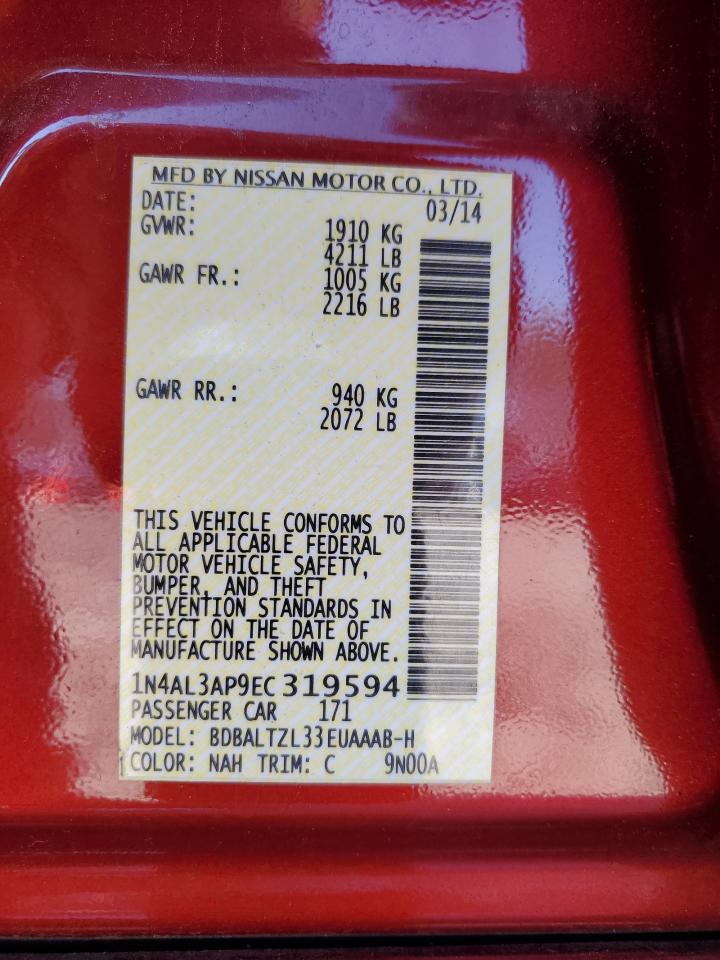 MFD BY NISSAN MOTOR CO., LTD.
DATE: 03/14
GVWR: 1910 KG
4211 LB
GAWR FR.: 1005 KG
2216 LB
GAWR RR.: 940 KG
2072 LB
THIS VEHICLE CONFORMS TO
ALL APPLICABLE FEDERAL
MOTOR VEHICLE SAFETY,
BUMPER, AND THEFT
PREVENTION STANDARDS IN
EFFECT ON THE DATE OF
MANUFACTURE SHOWN ABOVE.
1N4AL3AP9EC319594
PASSENGER CAR 171
MODEL: BDBALTZL33EUAAAB-H
COLOR: NAH TRIM: C 9N00A